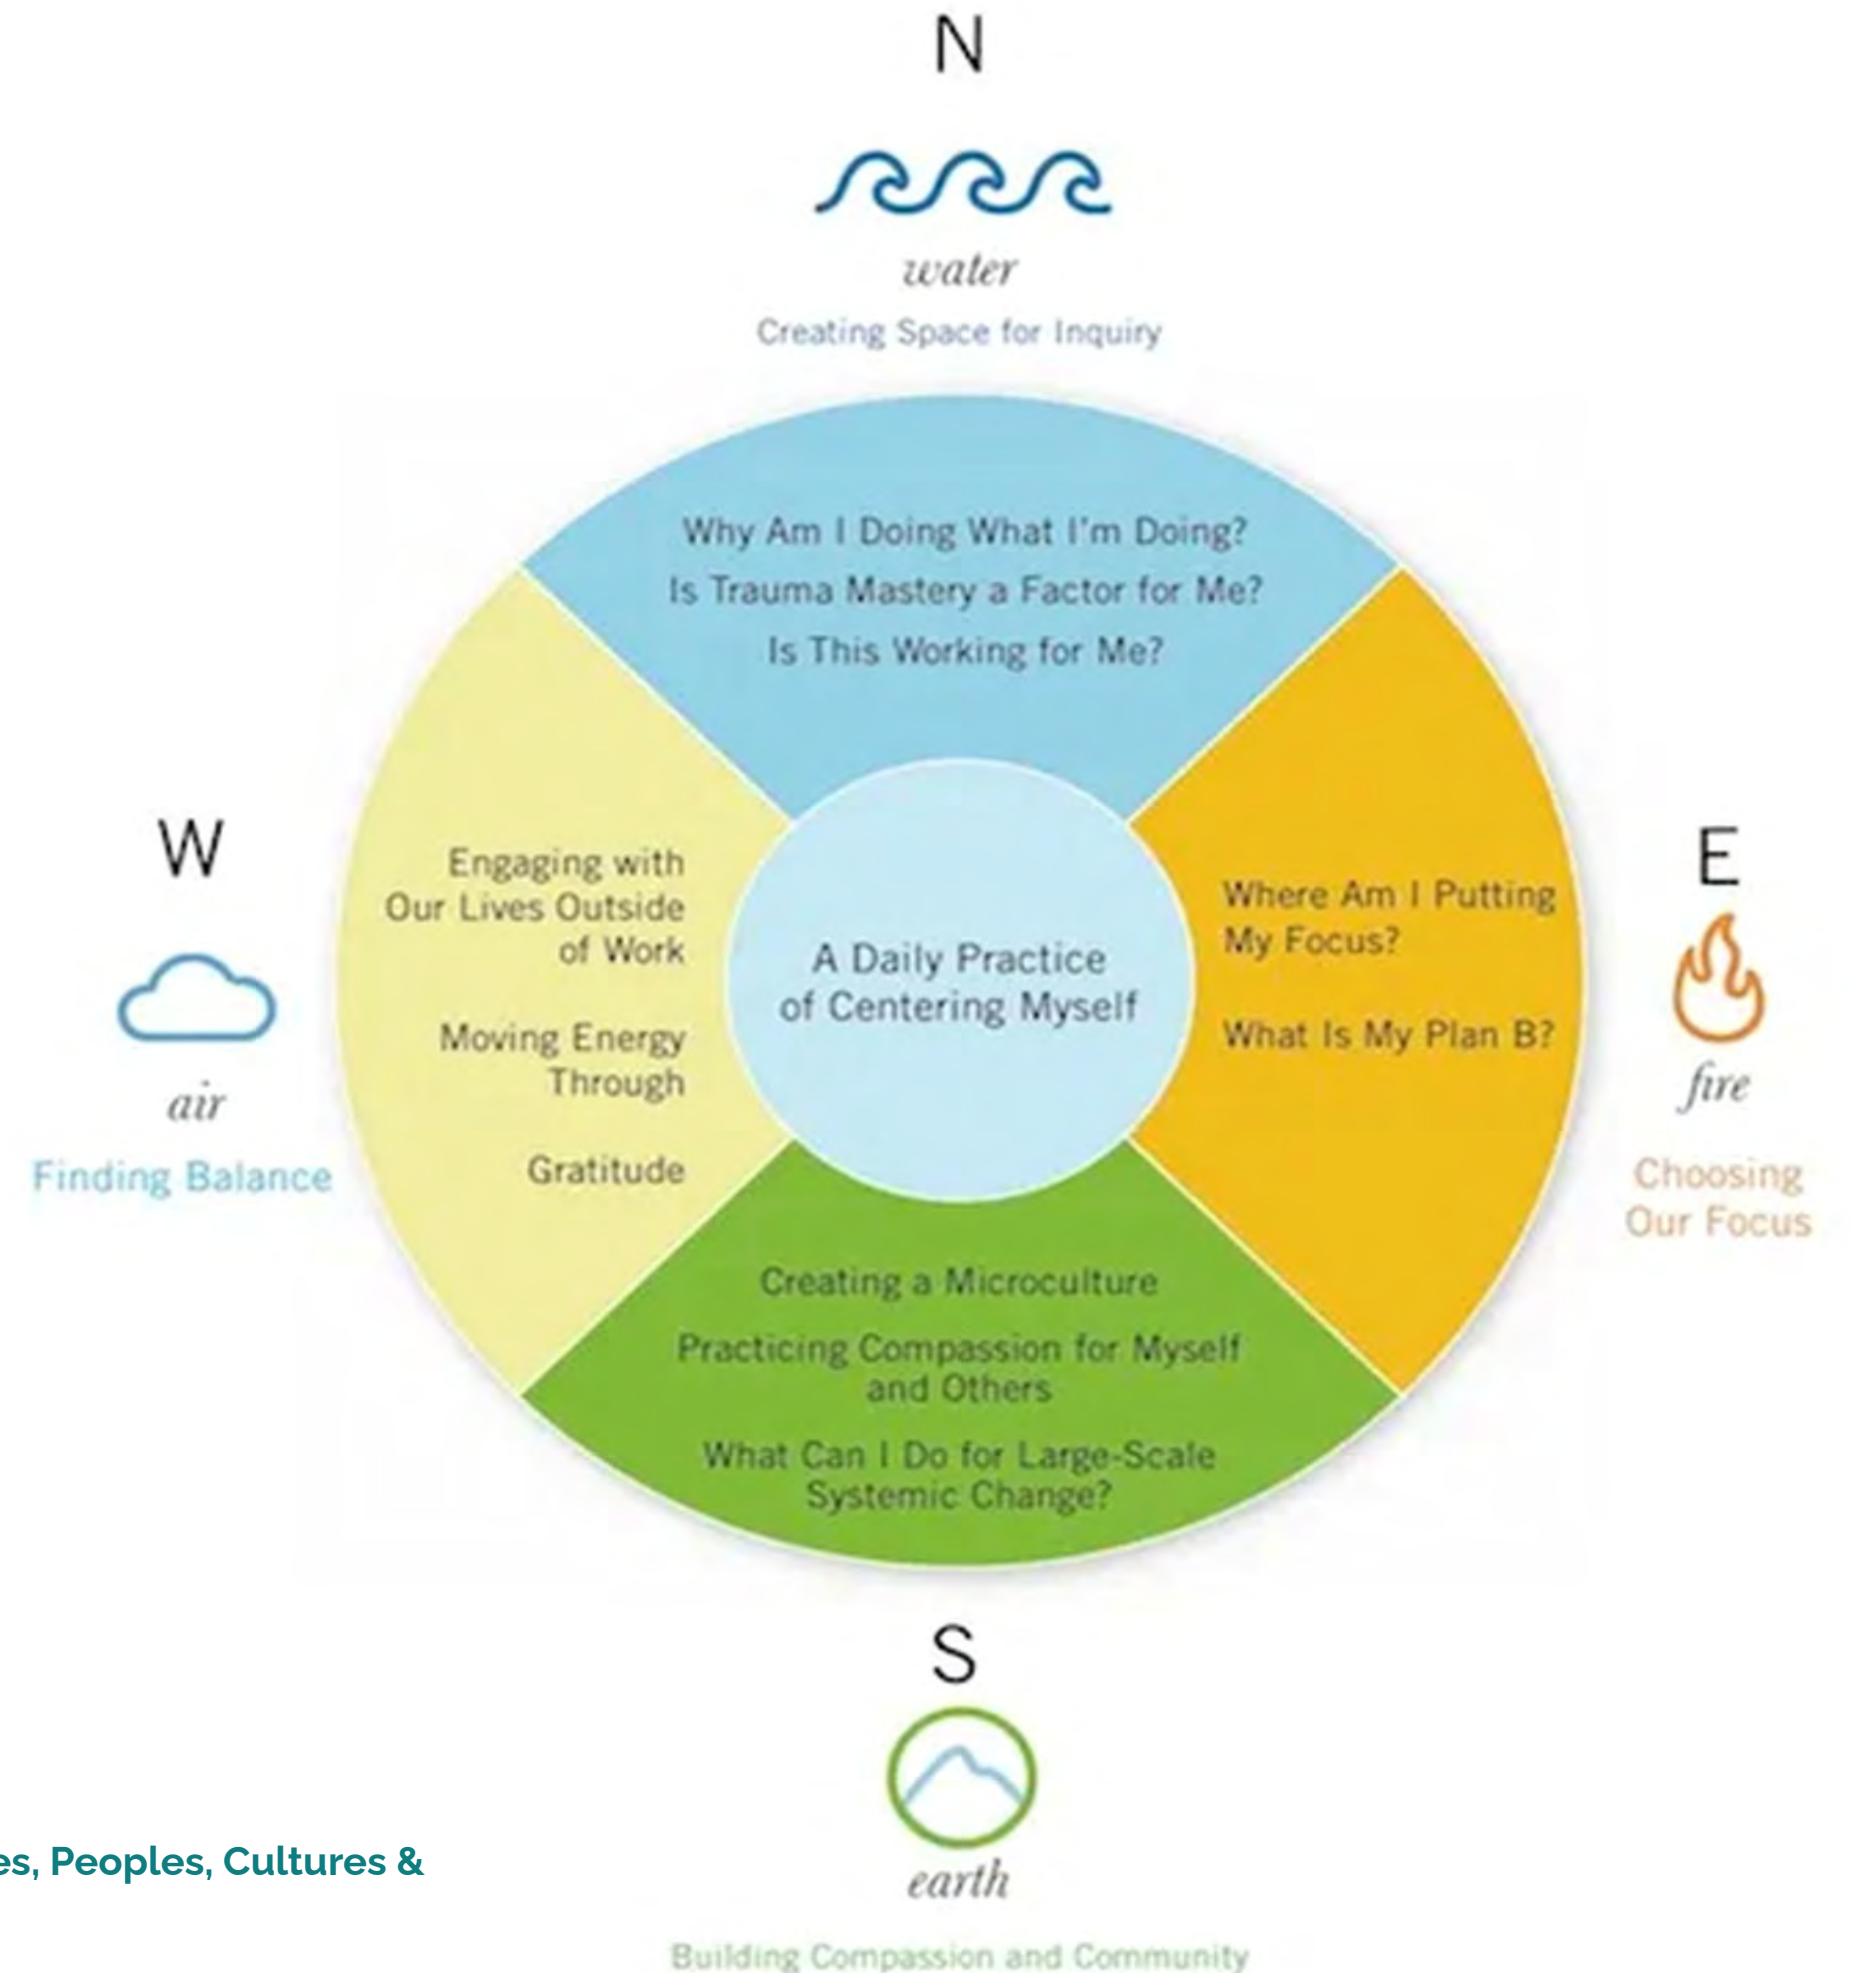 N
water
Creating Space for Inquiry
Why Am I Doing What I'm Doing?
Is Trauma Mastery a Factor for Me?
Is This Working for Me?
W
air
Finding Balance
Engaging with
Our Lives Outside
of Work
Moving Energy
Through
Gratitude
A Daily Practice
of Centering Myself
Where Am I Putting
My Focus?
What Is My Plan B?
E
fire
Choosing
Our Focus
Creating a Microculture
Practicing Compassion for Myself
and Others
What Can I Do for Large-Scale
Systemic Change?
S
earth
Building Compassion and Community
es, Peoples, Cultures &